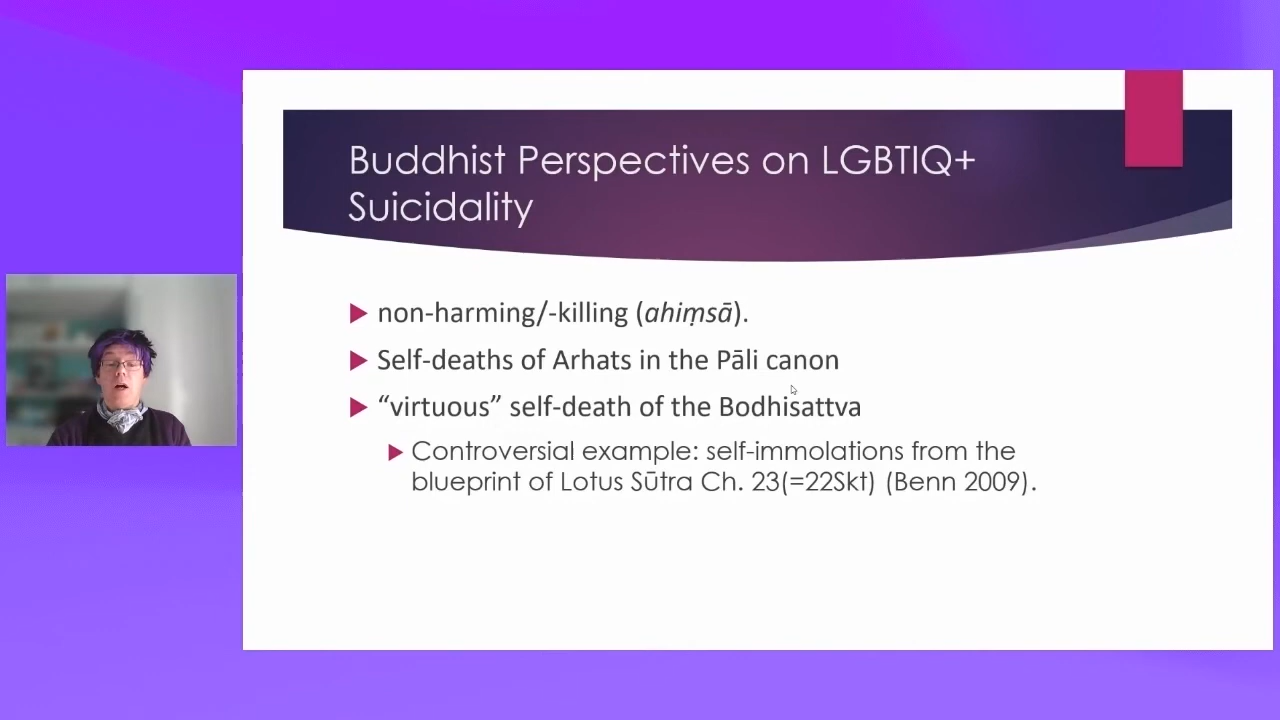 Buddhist Perspectives on LGBTIQ+
Suicidality
non-harming/-killing (ahiṃsā).
Self-deaths of Arhats in the Pāli canon
“virtuous” self-death of the Bodhisattva
Controversial example: self-immolations from the
blueprint of Lotus Sūtra Ch. 23(=22Skt) (Benn 2009).